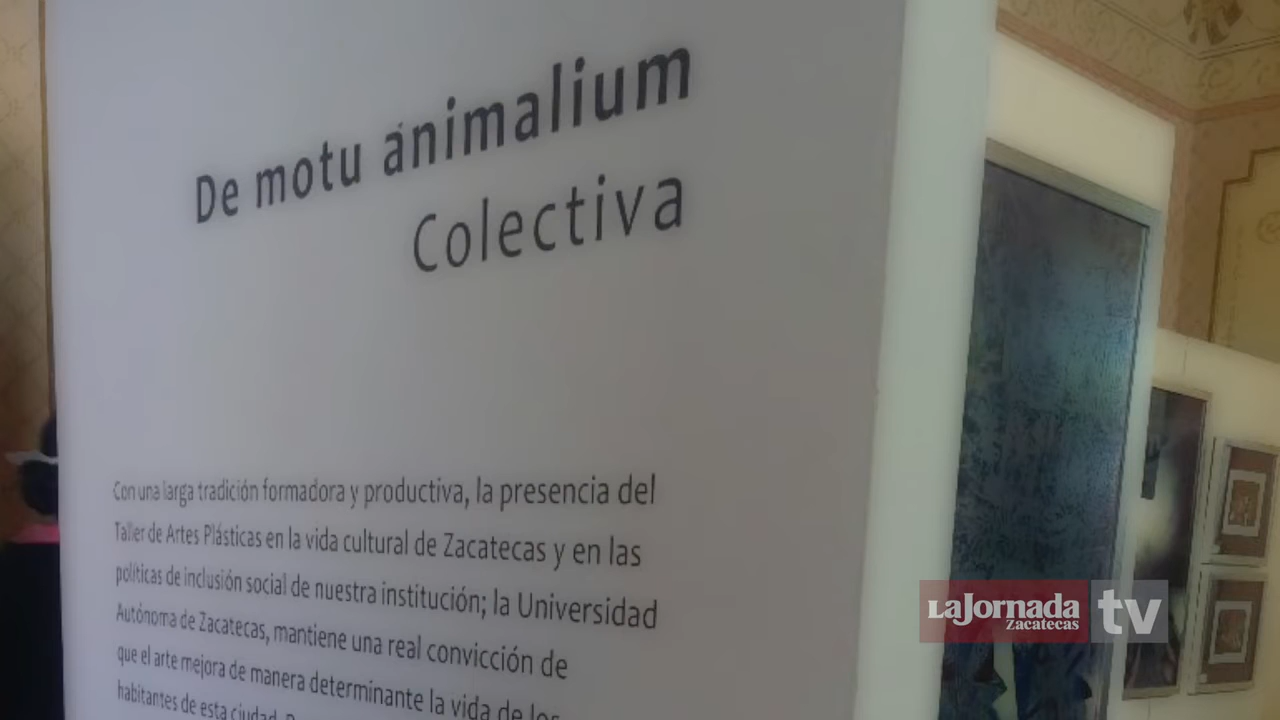 De motu animalium
Colectiva
Con una larga tradición formadora y productiva, la presencia del
Taller de Artes Plásticas en la vida cultural de Zacatecas y en las
políticas de inclusión social de nuestra institución; la Universidad
Autónoma de Zacatecas, mantiene una real convicción de
que el arte mejora de manera determinante la vida de los
habitantes de esta ciudad.
LaJornada tv
Zacatecas